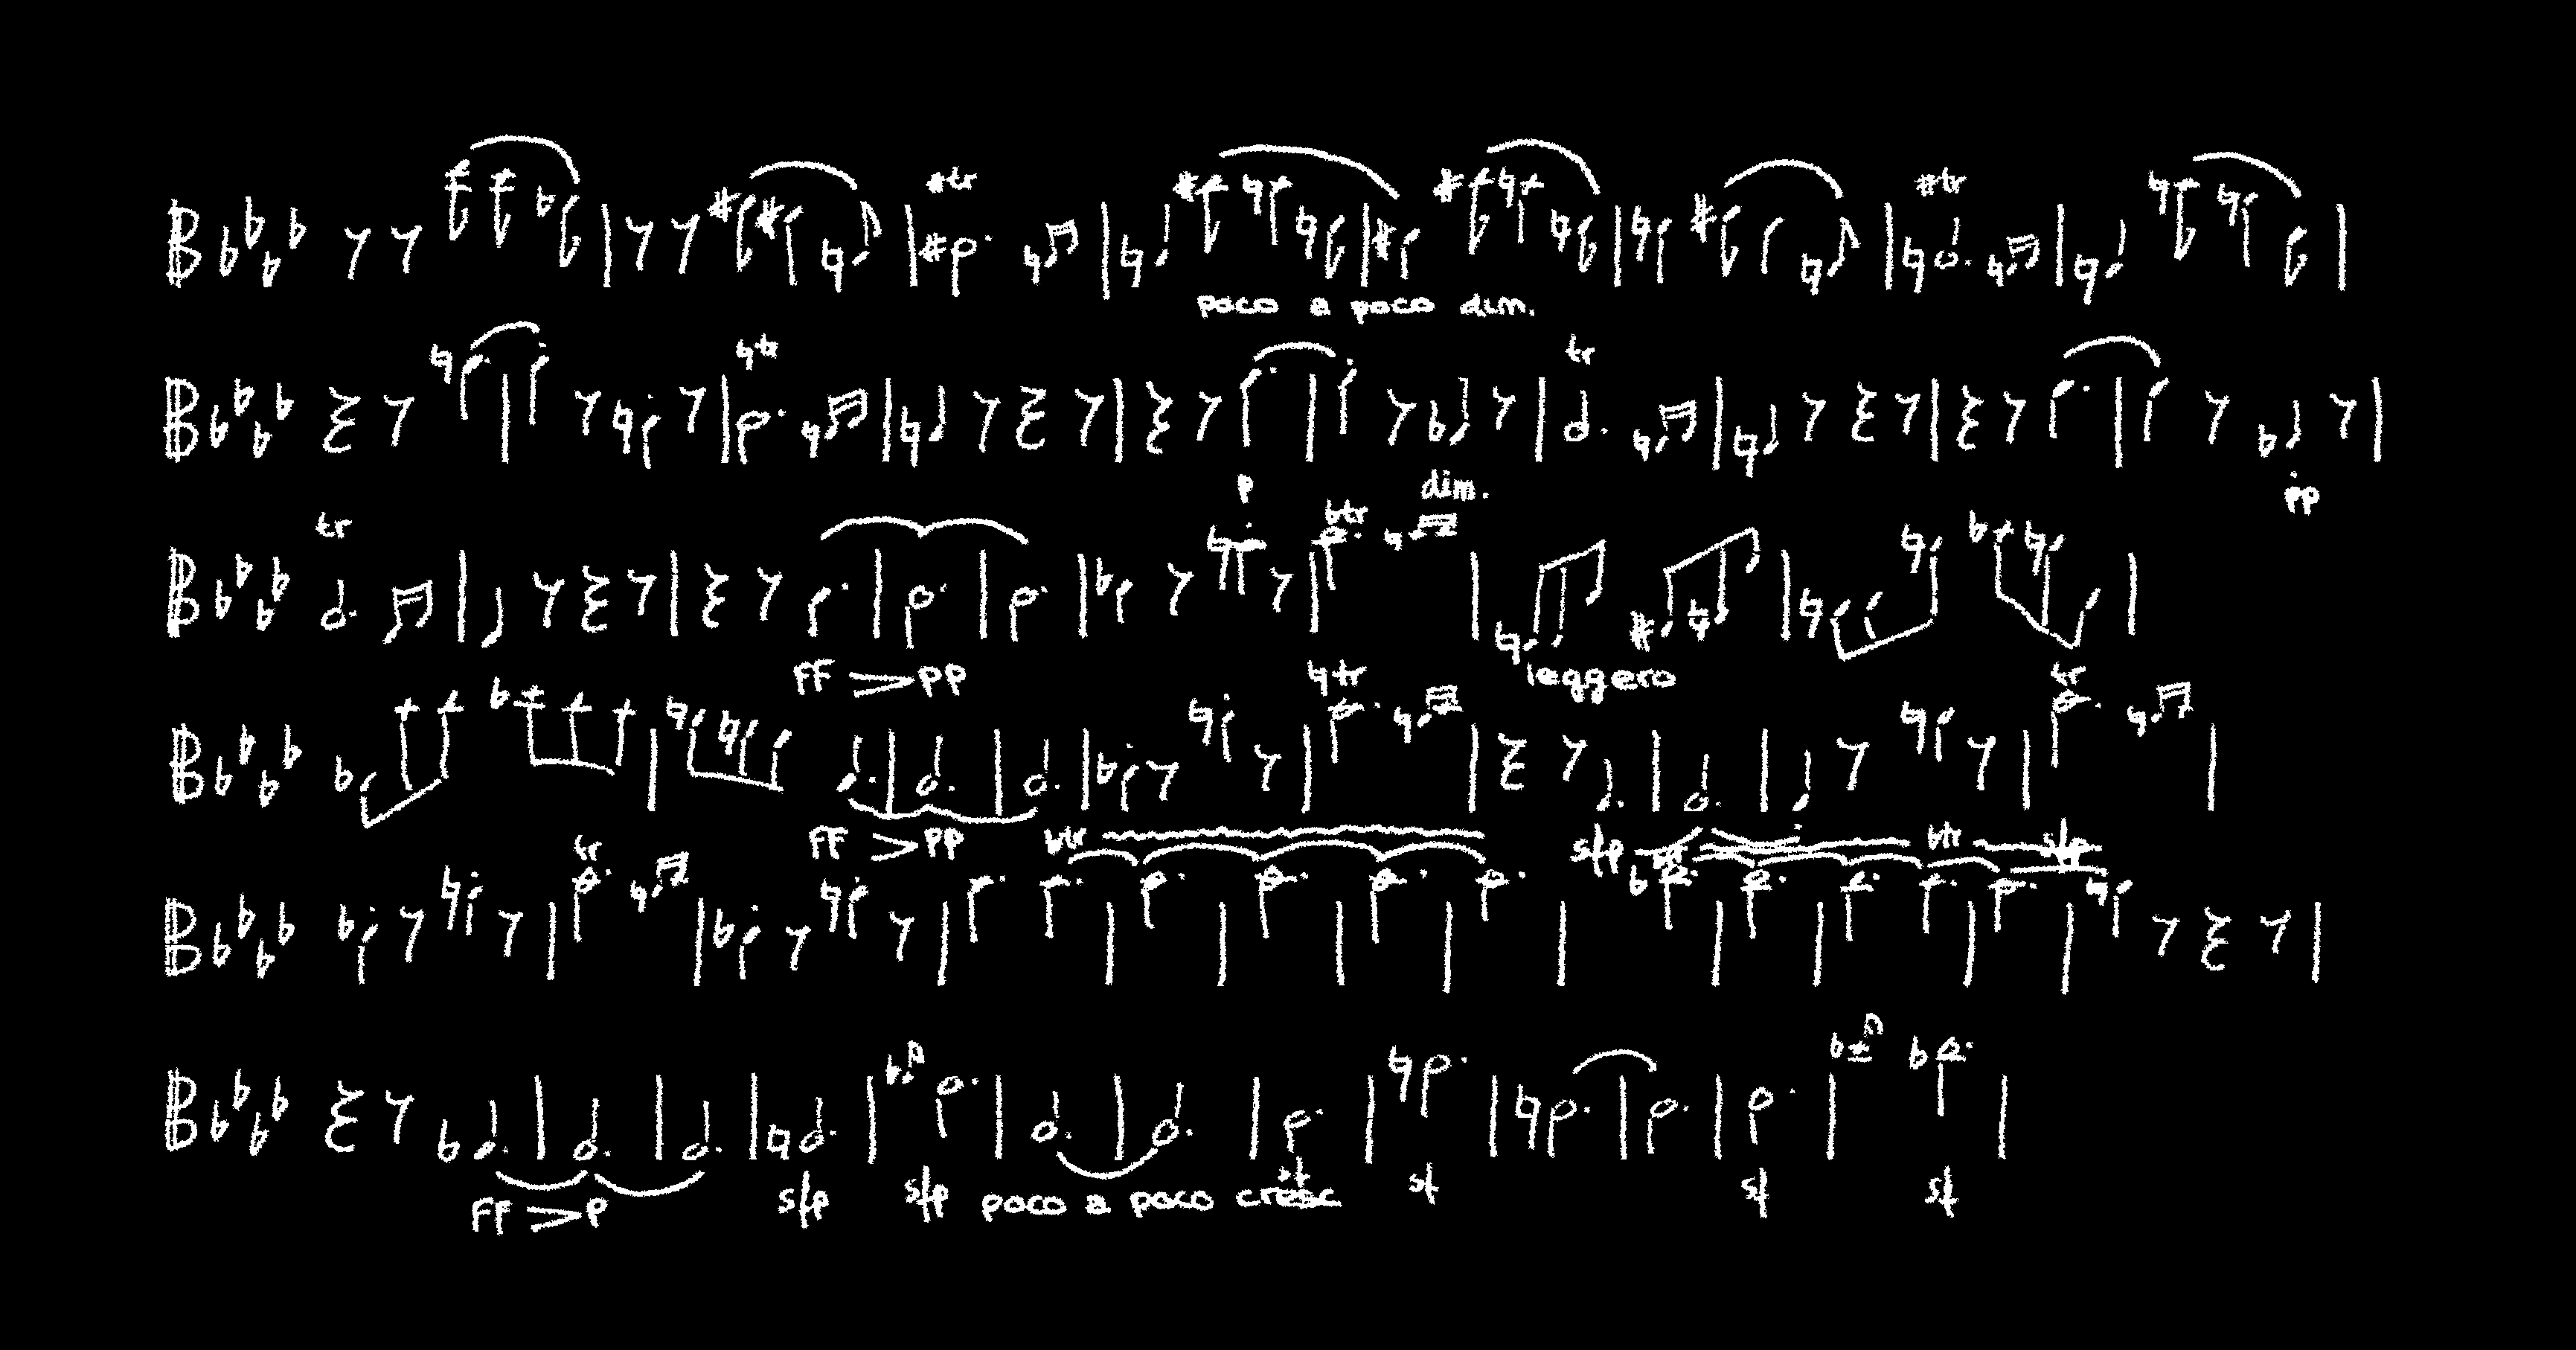 tr tr
poco a poco dim.
tr tr
p dim. pp
tr tr
FF > PP leggero
tr tr
FF > PP tr sfp tr tr sfp
tr
FF > P sfp sfp poco a poco cresc sf sf sf sf